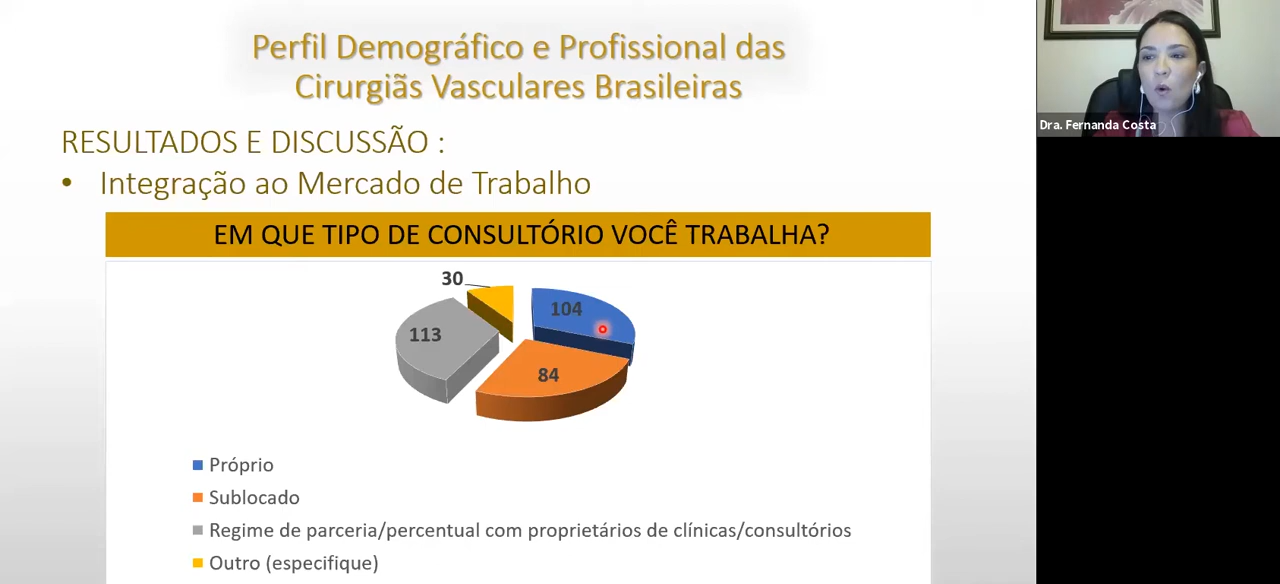 Perfil Demográfico e Profissional das
Cirurgiãs Vasculares Brasileiras
Dra. Fernanda Costa
RESULTADOS E DISCUSSÃO :
• Integração ao Mercado de Trabalho
EM QUE TIPO DE CONSULTÓRIO VOCÊ TRABALHA?
30
104
113
84
Próprio
Sublocado
Regime de parceria/percentual com proprietários de clínicas/consultórios
Outro (especifique)